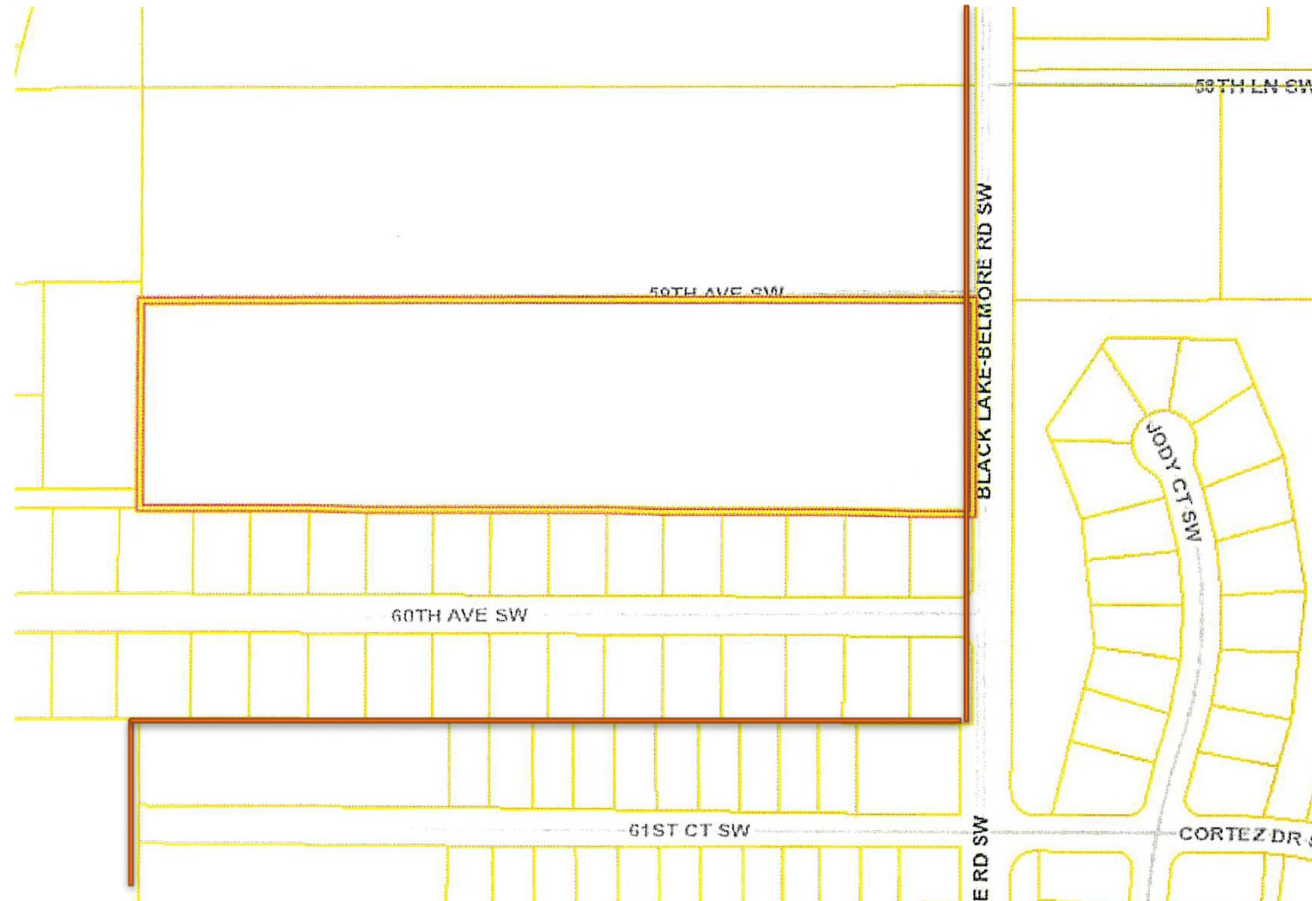 58TH LN SW
BLACK LAKE-BELMORE RD SW
59TH AVE SW
JODY CT SW
60TH AVE SW
61ST CT SW
CORTEZ DR S
E RD SW